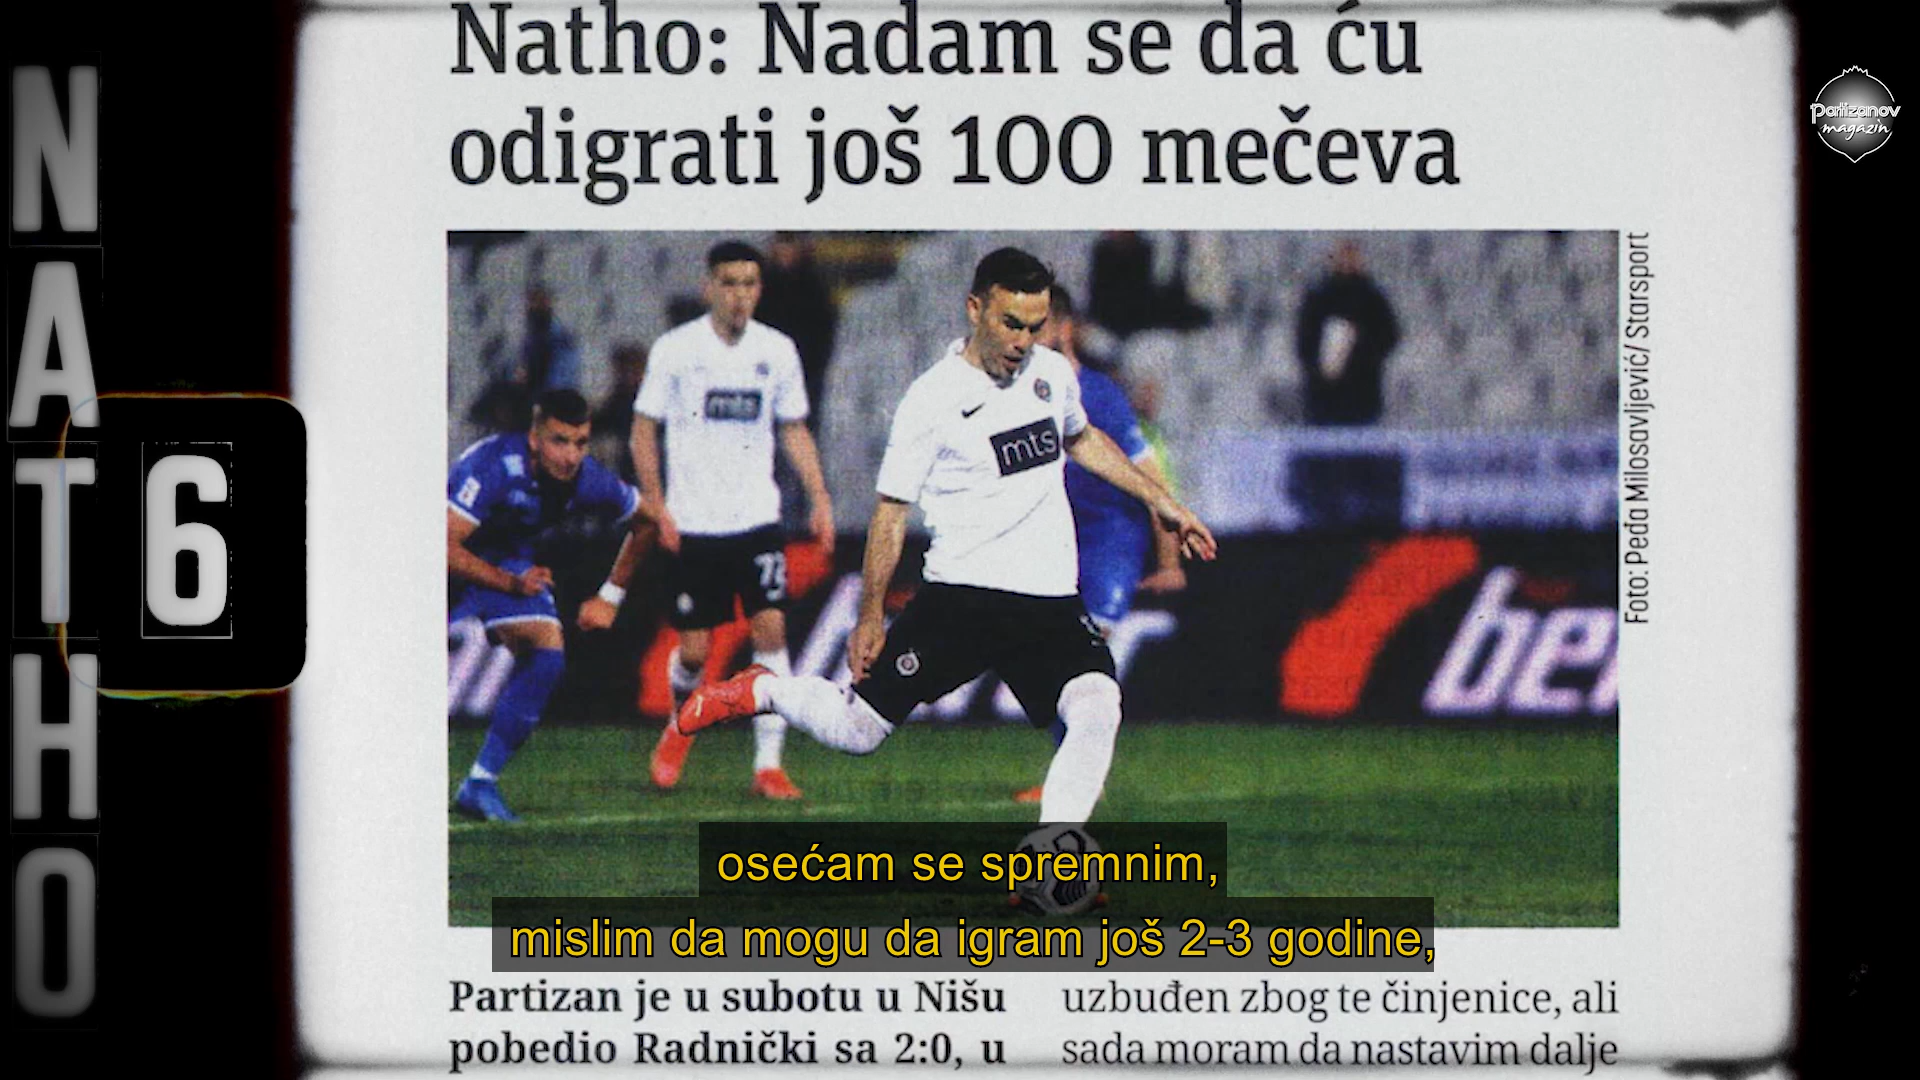 NATHO
6
Partizanov
magazin
Natho: Nadam se da ću
odigrati još 100 mečeva
Foto: Peđa Milosavljević/ Starsport
mts
mts
77
be
osećam se spremnim,
mislim da mogu da igram još 2-3 godine,
Partizan je u subotu u Nišu
pobedio Radnički sa 2:0, u
uzbuđen zbog te činjenice, ali
sada moram da nastavim dalje